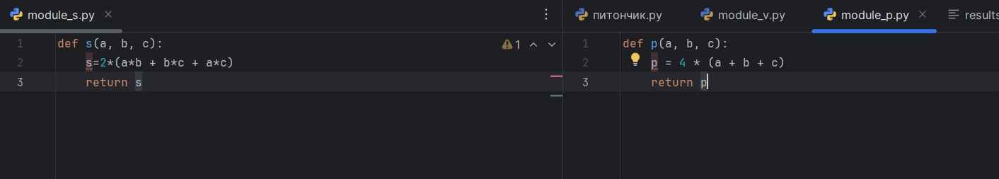 module_s.py
1 def s(a, b, c):
2 s=2*(a*b + b*c + a*c)
3 return s
1
питончик.py module_v.py module_p.py results
1 def p(a, b, c):
2 p = 4 * (a + b + c)
3 return p